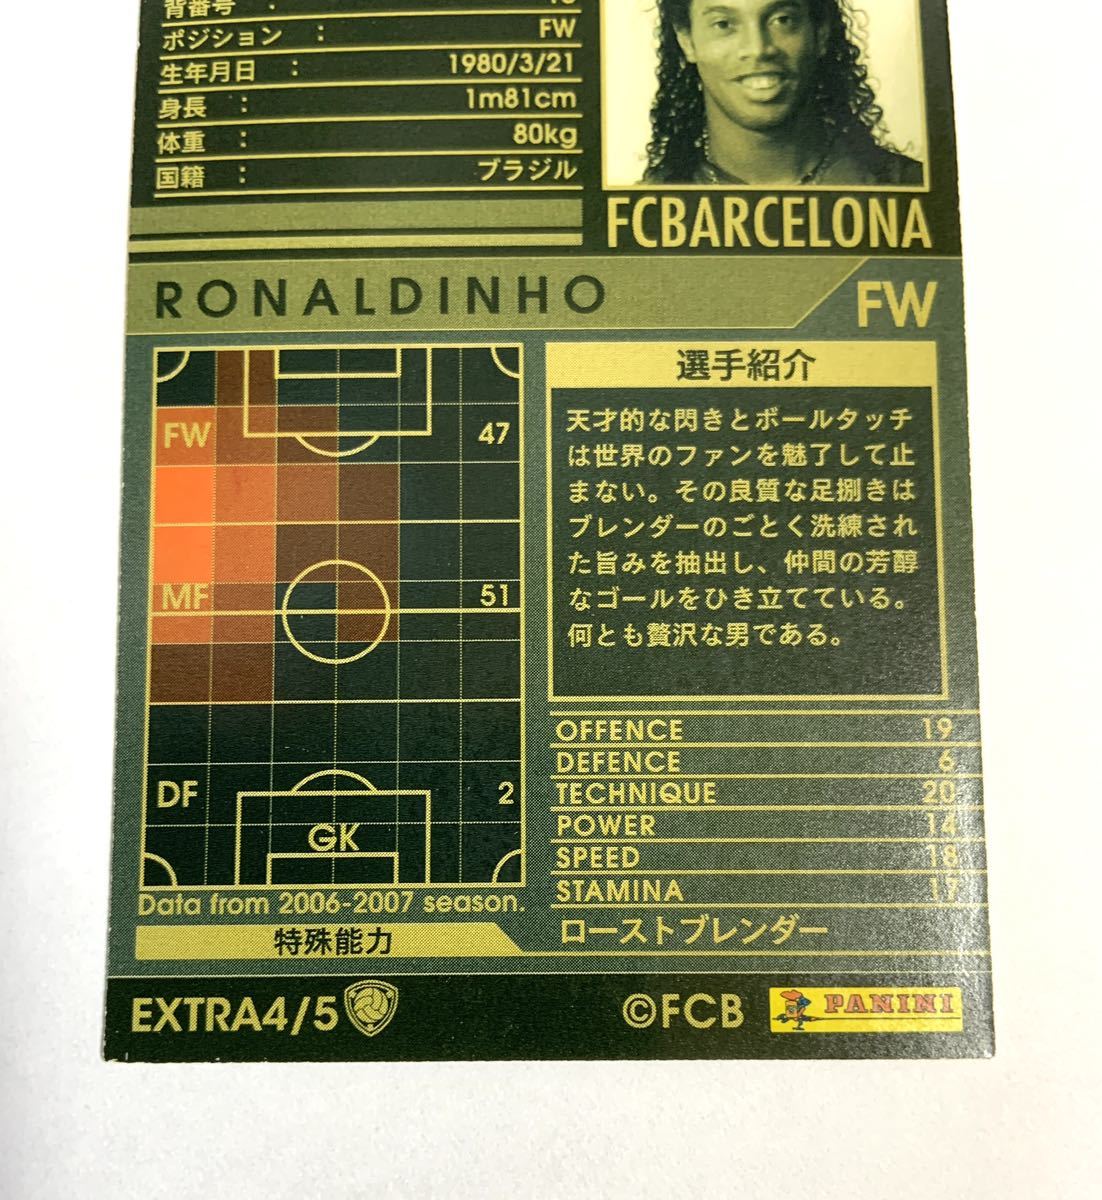 背番号 :
ポジション : FW
生年月日 : 1980/3/21
身長 : 1m81cm
体重 : 80kg
国籍 : ブラジル
FCBARCELONA
RONALDINHO
FW
FW 47
MF 51
DF 2
GK
Data from 2006-2007 season.
選手紹介
天才的な閃きとボールタッチ
は世界のファンを魅了して止
まない。その良質な足捌きは
ブレンダーのごとく洗練され
た旨みを抽出し、仲間の芳醇
なゴールをひき立てている。
何とも贅沢な男である。
OFFENCE 19
DEFENCE 6
TECHNIQUE 20
POWER 14
SPEED 18
STAMINA 17
特殊能力
ローストブレンダー
EXTRA4/5
©FCB
PANINI